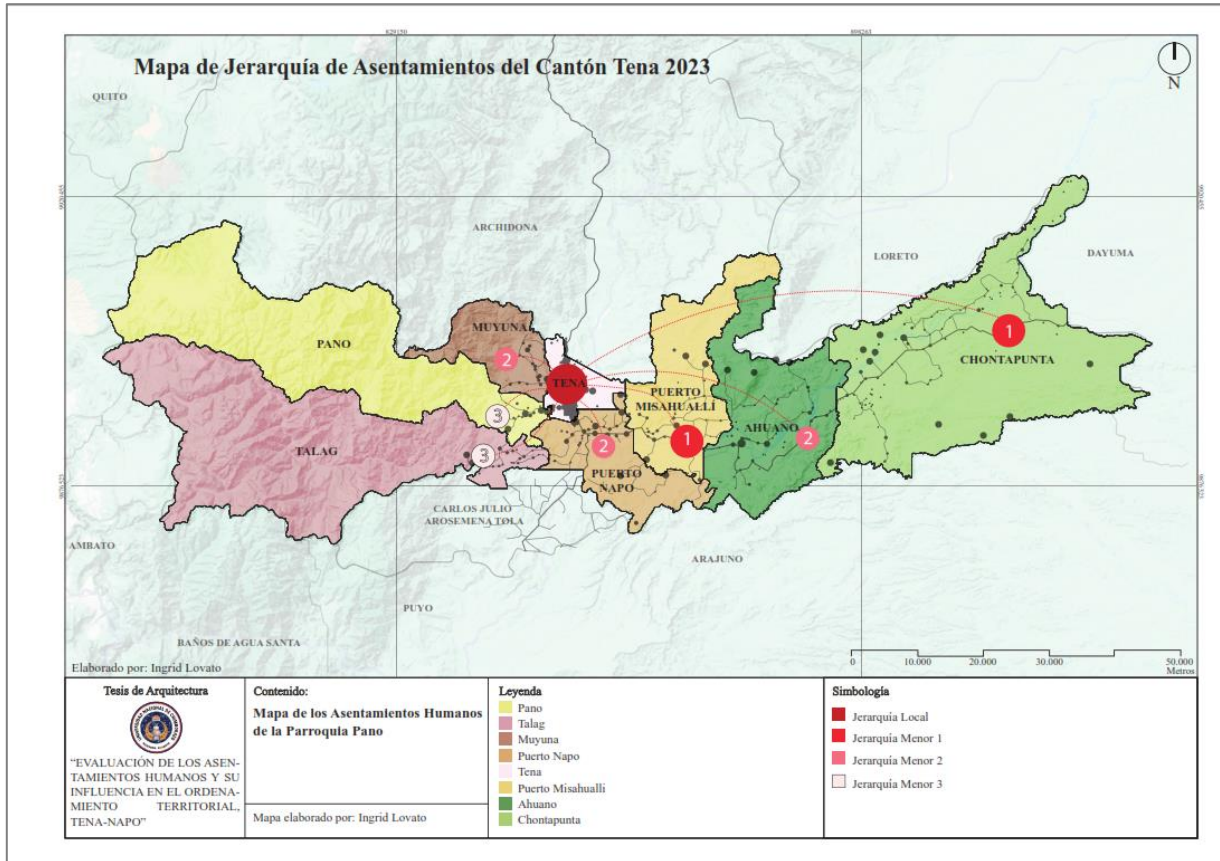 629150
698263
Mapa de Jerarquía de Asentamientos del Cantón Tena 2023
N
QUITO
ARCHIDONA
LORETO
DAYUMA
MUYUNA
PANO
2
TENA
1
CHONTAPUNTA
PUERTO
MISAHUALLÍ
3
AHUANO
2
TALAG
3
2
1
PUERTO
NAPO
CARLOS JULIO
AROSEMENA TOLA
AMBATO
ARAJUNO
PUYO
BAÑOS DE AGUA SANTA
Elaborado por: Ingrid Lovato
0 10.000 20.000 30.000 50.000
Metros
Tesis de Arquitectura
“EVALUACIÓN DE LOS ASEN-
TAMIENTOS HUMANOS Y SU
INFLUENCIA EN EL ORDENA-
MIENTO TERRITORIAL,
TENA-NAPO”
Contenido:
Mapa de los Asentamientos Humanos
de la Parroquia Pano
Mapa elaborado por: Ingrid Lovato
Leyenda
Pano
Talag
Muyuna
Puerto Napo
Tena
Puerto Misahualli
Ahuano
Chontapunta
Simbología
Jerarquía Local
Jerarquía Menor 1
Jerarquía Menor 2
Jerarquía Menor 3